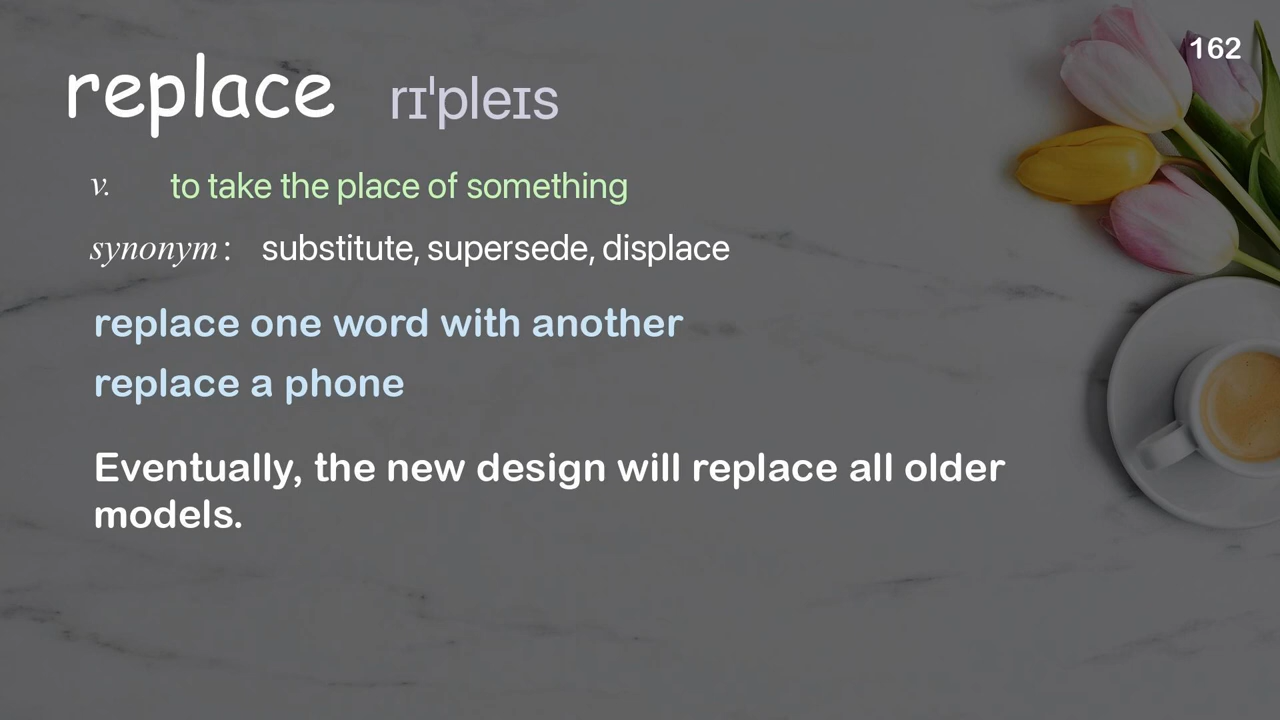 162
replace rɪˈpleɪs
v. to take the place of something
synonym: substitute, supersede, displace
replace one word with another
replace a phone
Eventually, the new design will replace all older
models.